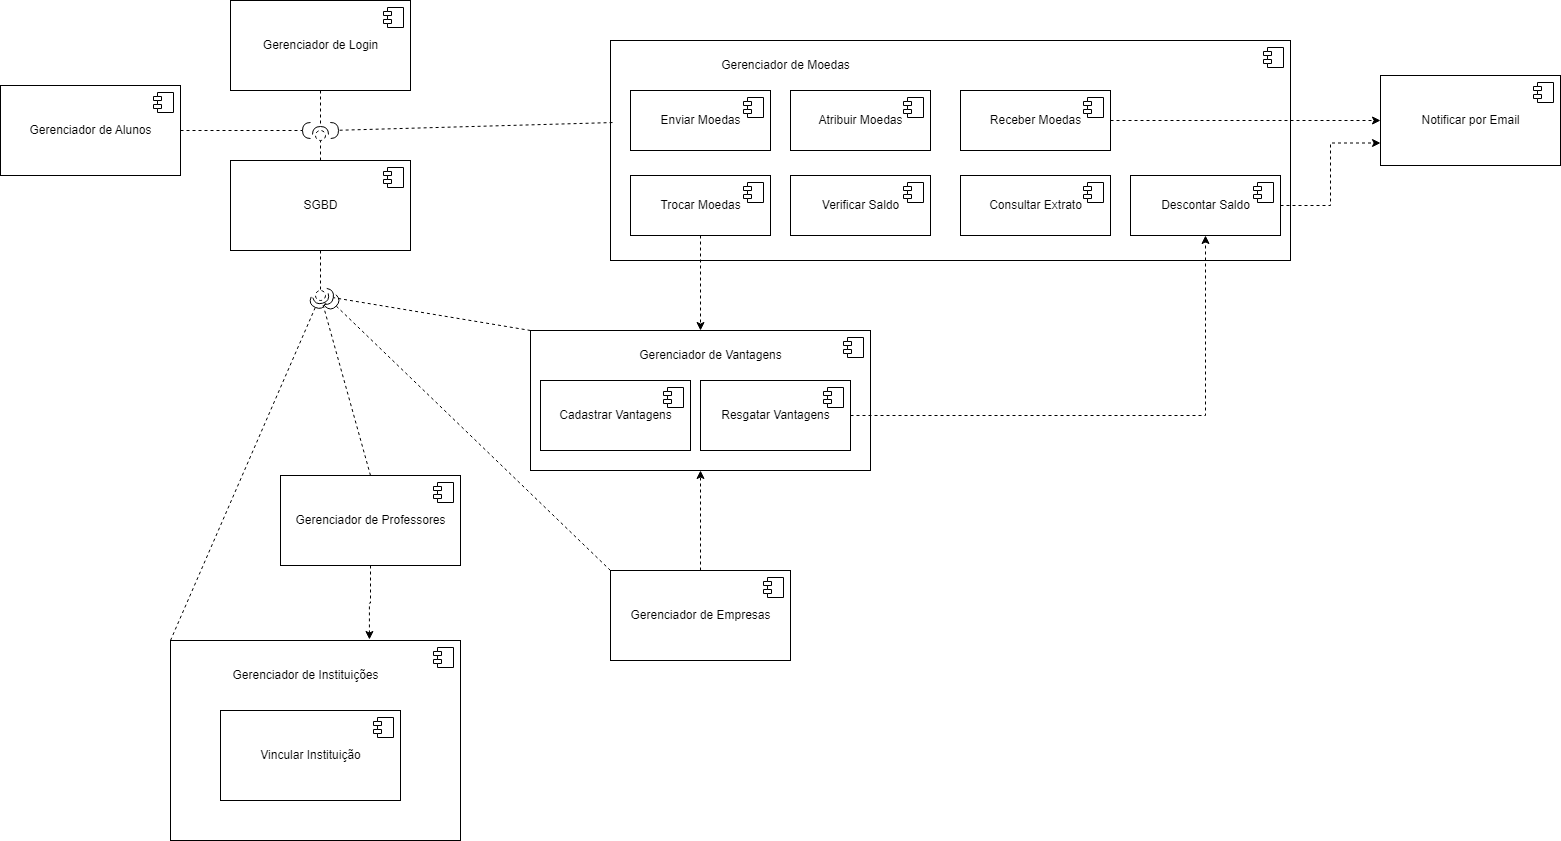 Gerenciador de Login
Gerenciador de Moedas
Gerenciador de Alunos
Enviar Moedas
Atribuir Moedas
Receber Moedas
Notificar por Email
SGBD
Trocar Moedas
Verificar Saldo
Consultar Extrato
Descontar Saldo
Gerenciador de Vantagens
Cadastrar Vantagens
Resgatar Vantagens
Gerenciador de Professores
Gerenciador de Empresas
Gerenciador de Instituições
Vincular Instituição